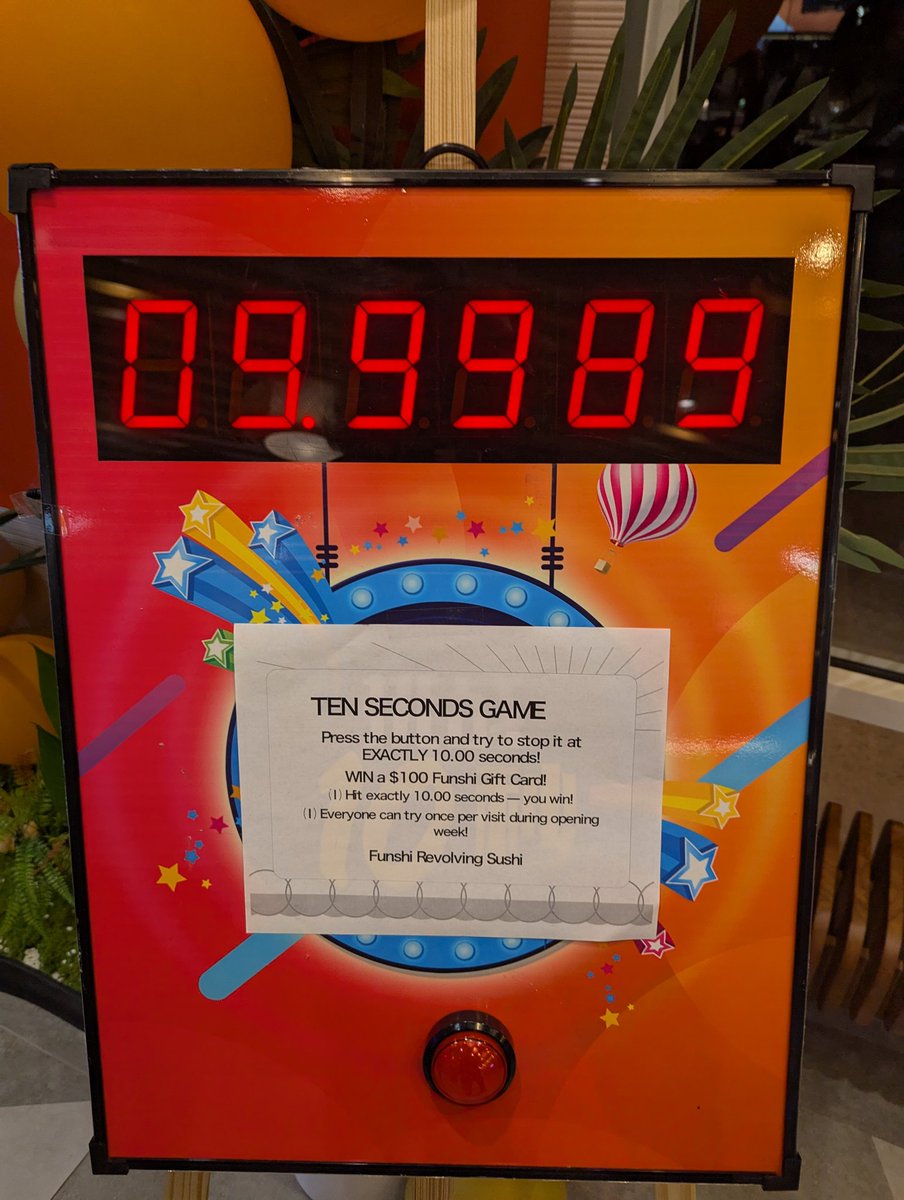 09.9989
TEN SECONDS GAME
Press the button and try to stop it at
EXACTLY 10.00 seconds!
WIN a $100 Funshi Gift Card!
(1) Hit exactly 10.00 seconds — you win!
(1) Everyone can try once per visit during opening
week!
Funshi Revolving Sushi